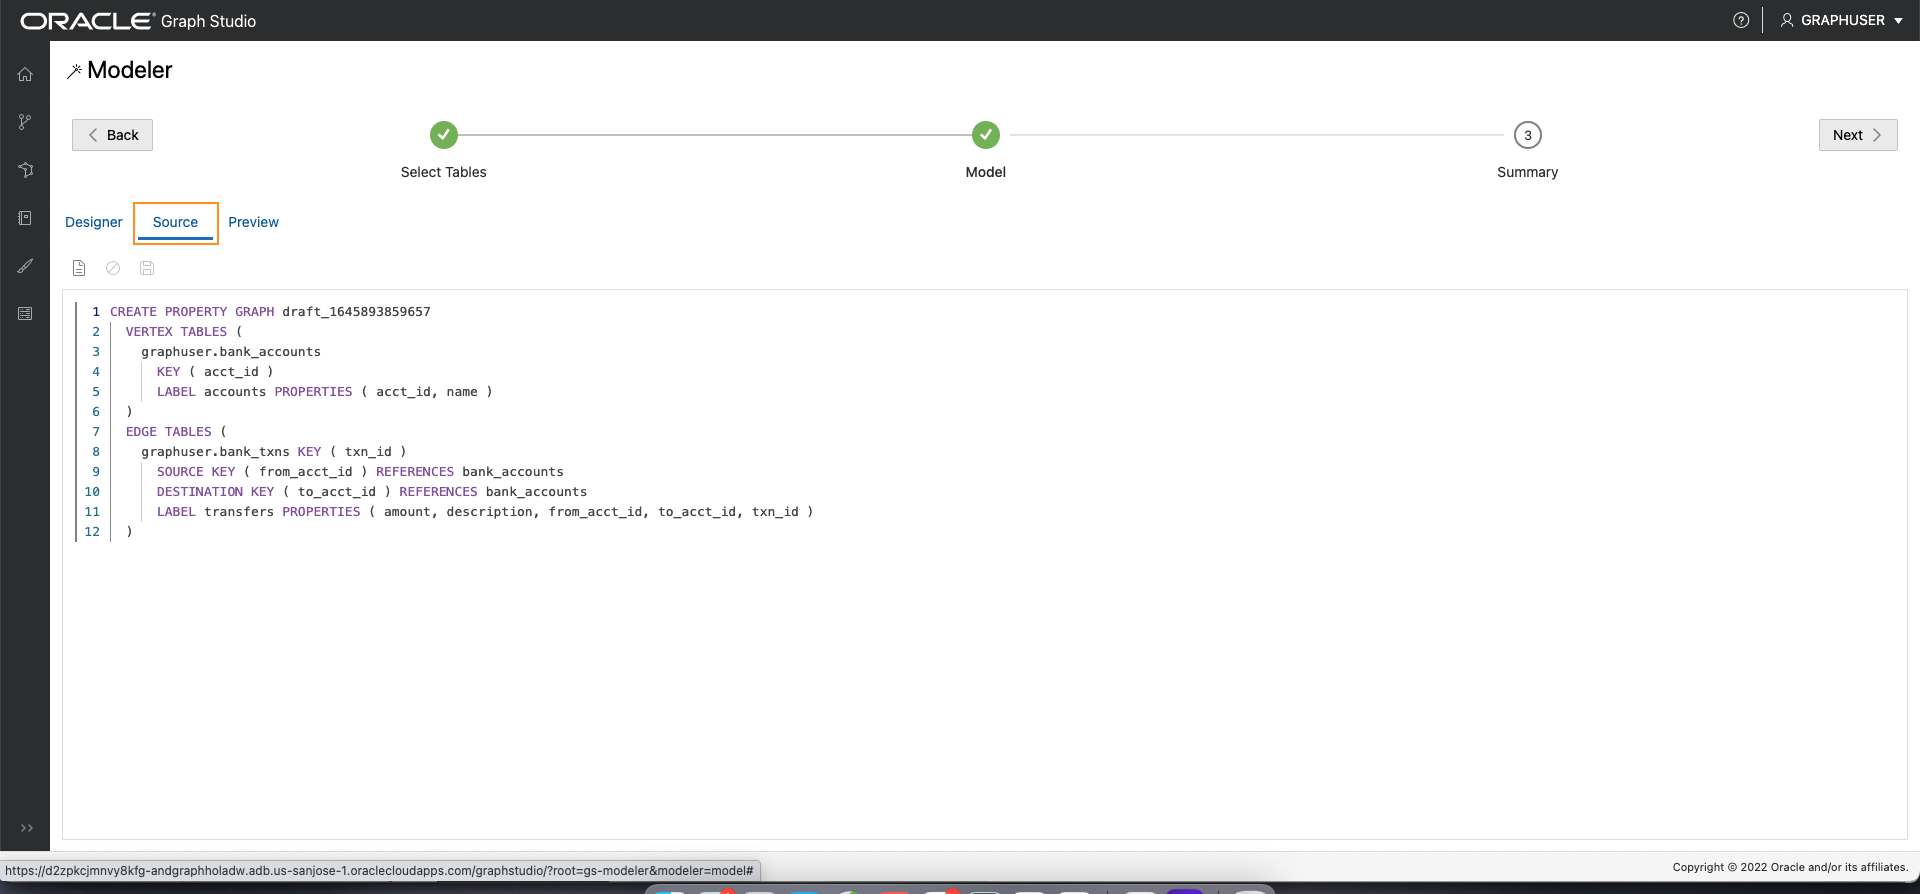 ORACLE Graph Studio
GRAPHUSER
Modeler
Back
Next
3
Select Tables
Model
Summary
Designer
Source
Preview
1 CREATE PROPERTY GRAPH draft_1645893859657
2 VERTEX TABLES (
3 graphuser.bank_accounts
4 KEY ( acct_id )
5 LABEL accounts PROPERTIES ( acct_id, name )
6 )
7 EDGE TABLES (
8 graphuser.bank_txns KEY ( txn_id )
9 SOURCE KEY ( from_acct_id ) REFERENCES bank_accounts
10 DESTINATION KEY ( to_acct_id ) REFERENCES bank_accounts
11 LABEL transfers PROPERTIES ( amount, description, from_acct_id, to_acct_id, txn_id )
12 )
https://d2zpkcjmnvy8kfg-andgraphholadw.adb.us-sanjose-1.oraclecloudapps.com/graphstudio/?root=gs-modeler&modeler=model#
Copyright © 2022 Oracle and/or its affiliates.